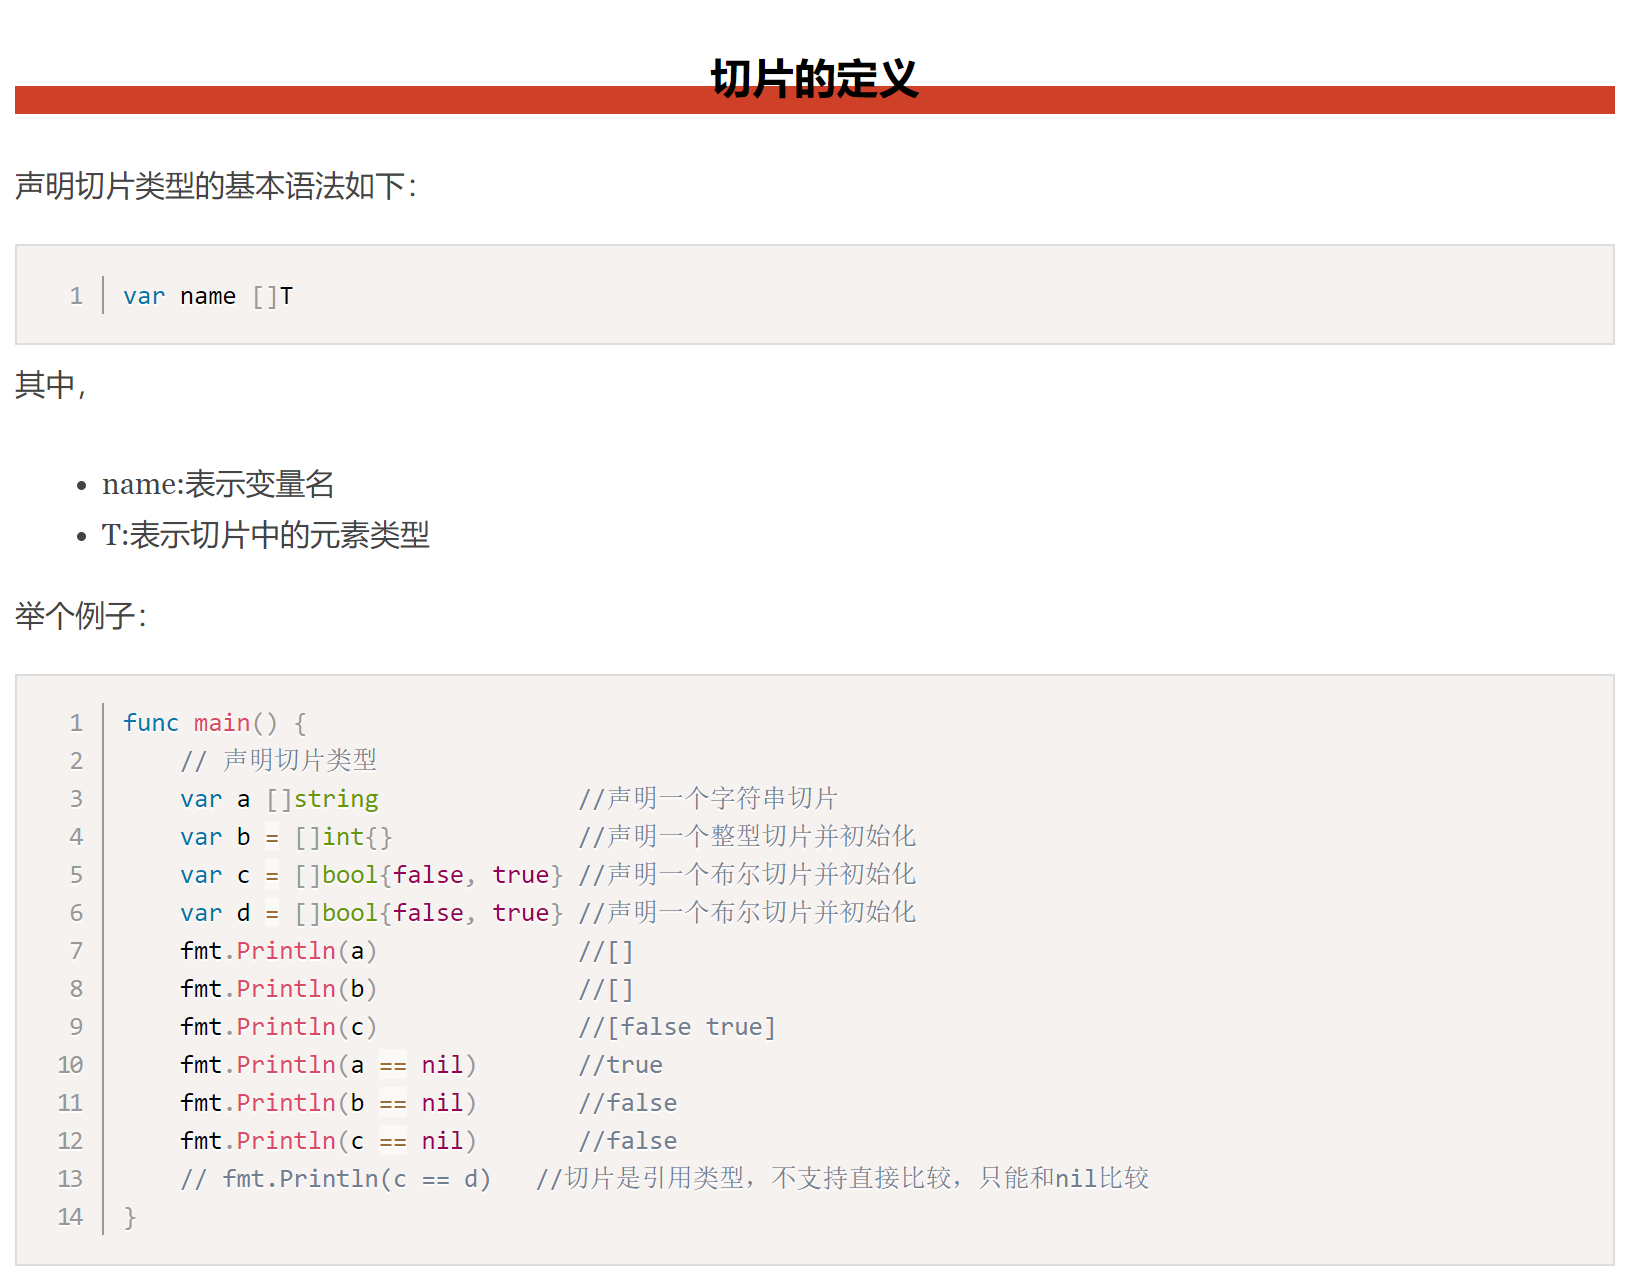 切片的定义
声明切片类型的基本语法如下：
1 var name []T
其中，
• name:表示变量名
• T:表示切片中的元素类型
举个例子：
1 func main() {
2     // 声明切片类型
3     var a []string              //声明一个字符串切片
4     var b = []int{}             //声明一个整型切片并初始化
5     var c = []bool{false, true} //声明一个布尔切片并初始化
6     var d = []bool{false, true} //声明一个布尔切片并初始化
7     fmt.Println(a)              //[]
8     fmt.Println(b)              //[]
9     fmt.Println(c)              //[false true]
10     fmt.Println(a == nil)       //true
11     fmt.Println(b == nil)       //false
12     fmt.Println(c == nil)       //false
13     // fmt.Println(c == d)   //切片是引用类型，不支持直接比较，只能和nil比较
14 }